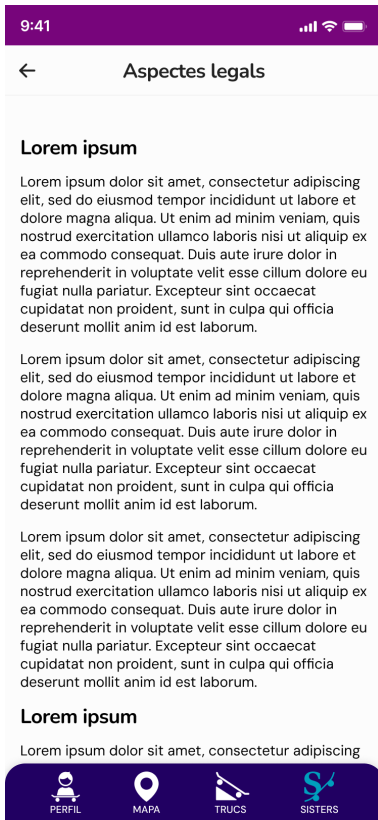 9:41
Aspectes legals
Lorem ipsum
Lorem ipsum dolor sit amet, consectetur adipiscing
elit, sed do eiusmod tempor incididunt ut labore et
dolore magna aliqua. Ut enim ad minim veniam, quis
nostrud exercitation ullamco laboris nisi ut aliquip ex
ea commodo consequat. Duis aute irure dolor in
reprehenderit in voluptate velit esse cillum dolore eu
fugiat nulla pariatur. Excepteur sint occaecat
cupidatat non proident, sunt in culpa qui officia
deserunt mollit anim id est laborum.
Lorem ipsum dolor sit amet, consectetur adipiscing
elit, sed do eiusmod tempor incididunt ut labore et
dolore magna aliqua. Ut enim ad minim veniam, quis
nostrud exercitation ullamco laboris nisi ut aliquip ex
ea commodo consequat. Duis aute irure dolor in
reprehenderit in voluptate velit esse cillum dolore eu
fugiat nulla pariatur. Excepteur sint occaecat
cupidatat non proident, sunt in culpa qui officia
deserunt mollit anim id est laborum.
Lorem ipsum dolor sit amet, consectetur adipiscing
elit, sed do eiusmod tempor incididunt ut labore et
dolore magna aliqua. Ut enim ad minim veniam, quis
nostrud exercitation ullamco laboris nisi ut aliquip ex
ea commodo consequat. Duis aute irure dolor in
reprehenderit in voluptate velit esse cillum dolore eu
fugiat nulla pariatur. Excepteur sint occaecat
cupidatat non proident, sunt in culpa qui officia
deserunt mollit anim id est laborum.
Lorem ipsum
Lorem ipsum dolor sit amet, consectetur adipiscing
PERFIL
MAPA
TRUCS
SISTERS